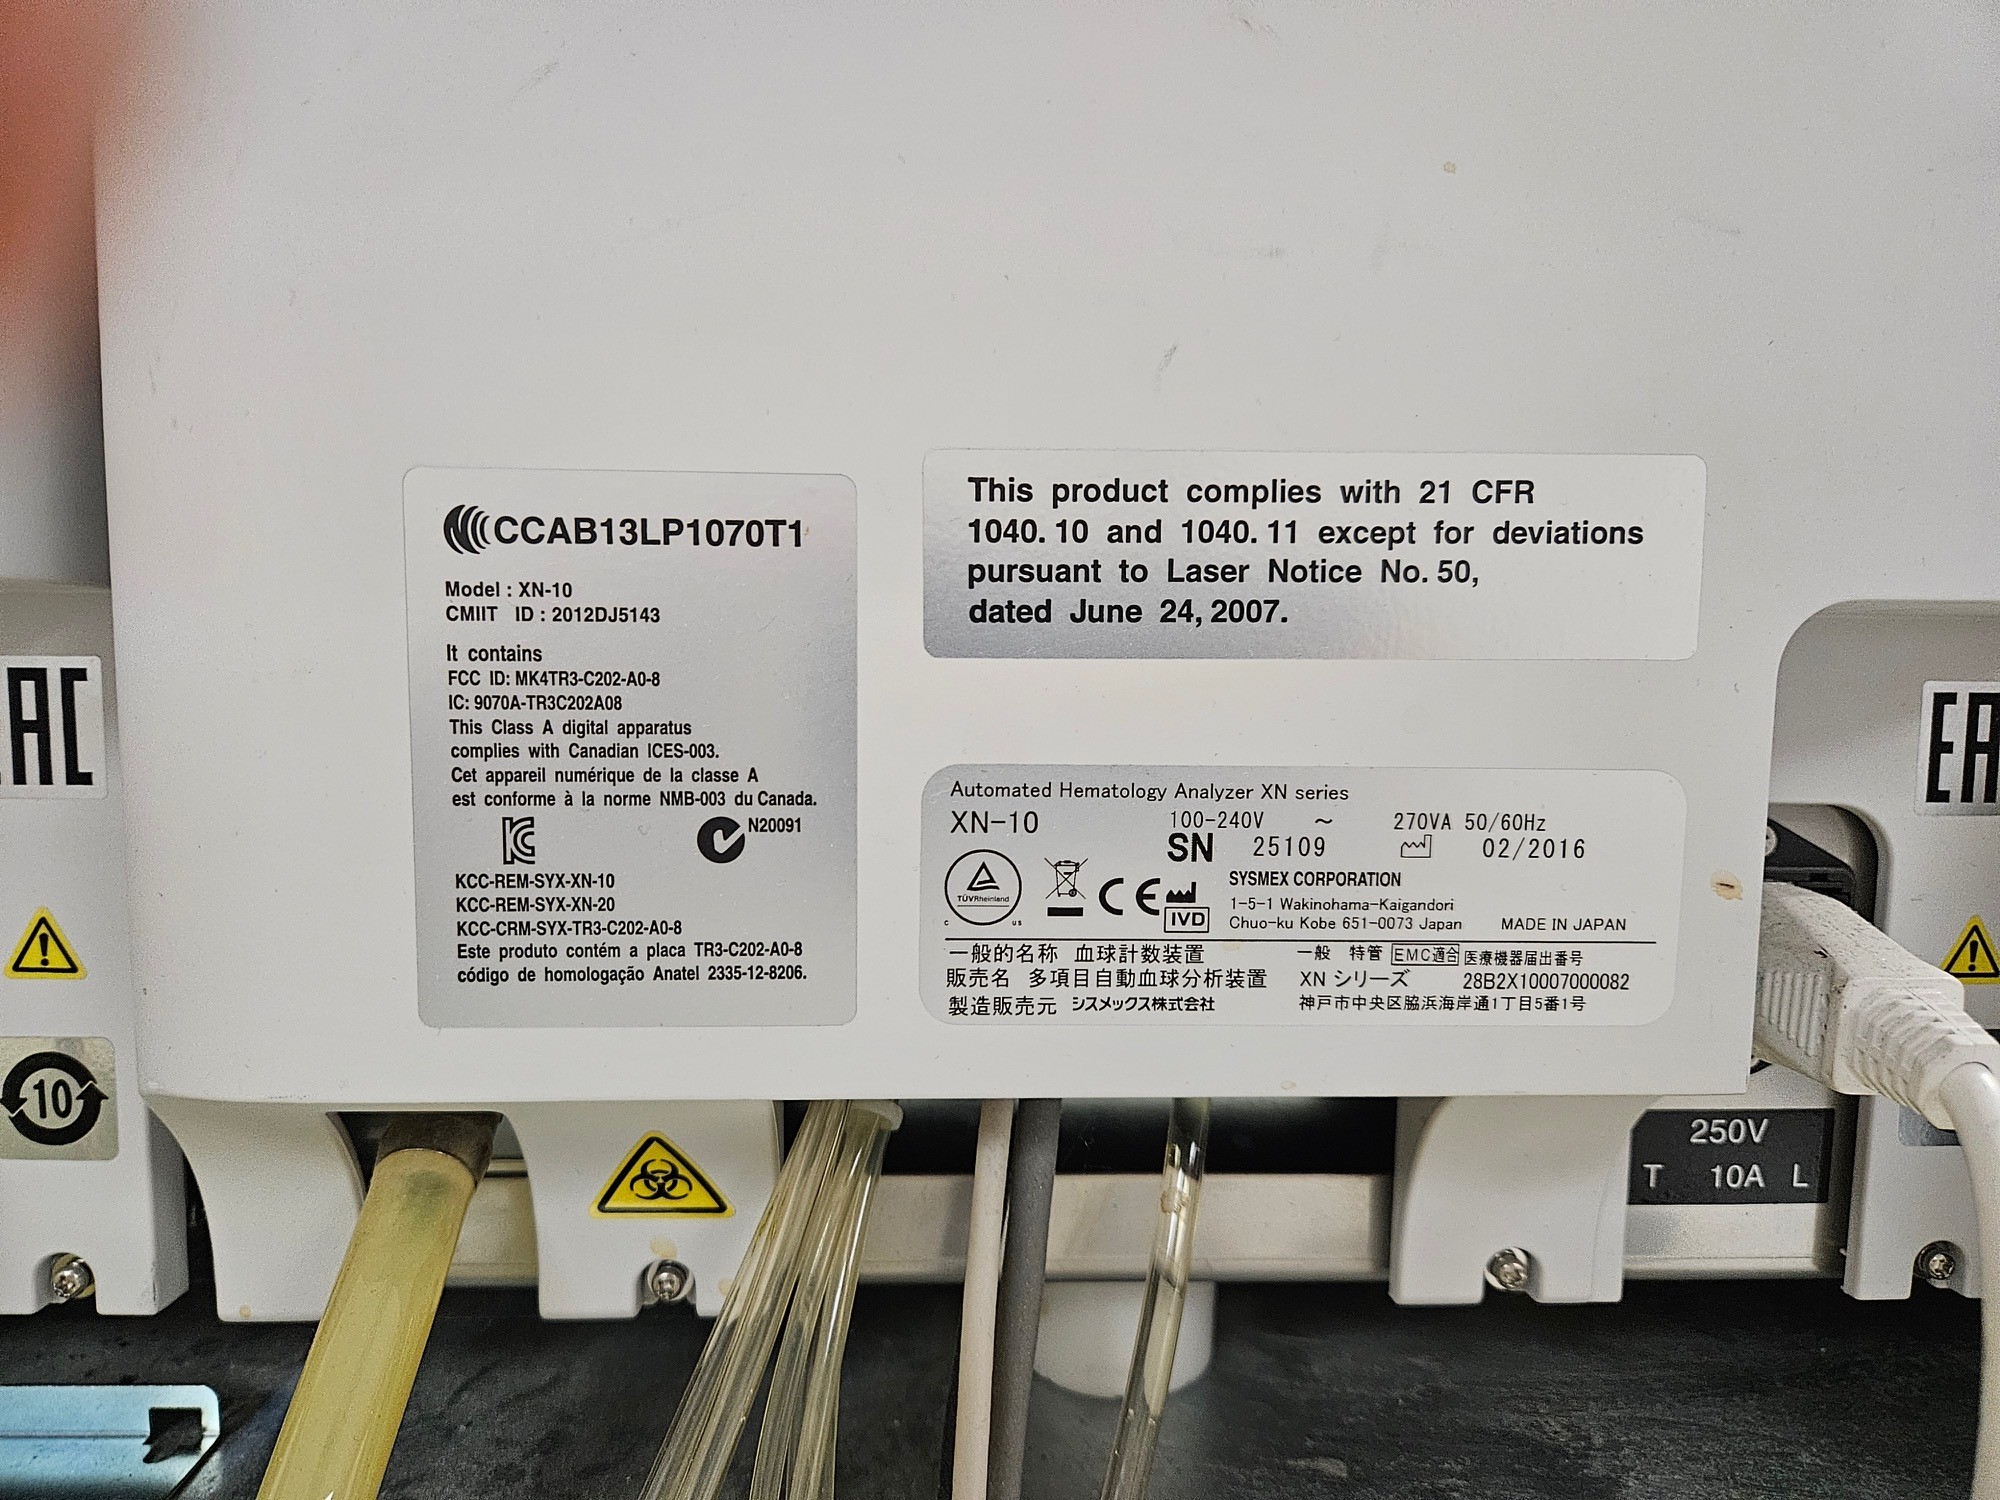 CCAB13LP1070T1
Model : XN-10
CMIIT ID : 2012DJ5143
It contains
FCC ID: MK4TR3-C202-A0-8
IC: 9070A-TR3C202A08
This Class A digital apparatus
complies with Canadian ICES-003.
Cet appareil numérique de la classe A
est conforme à la norme NMB-003 du Canada.
N20091
KCC-REM-SYX-XN-10
KCC-REM-SYX-XN-20
KCC-CRM-SYX-TR3-C202-A0-8
Este produto contém a placa TR3-C202-A0-8
código de homologação Anatel 2335-12-8206.
This product complies with 21 CFR
1040.10 and 1040.11 except for deviations
pursuant to Laser Notice No. 50,
dated June 24, 2007.
Automated Hematology Analyzer XN series
XN-10 100-240V ~ 270VA 50/60Hz
SN 25109 02/2016
TÜVRheinland
C US
CE
IVD
SYSMEX CORPORATION
1-5-1 Wakinohama-Kaigandori
Chuo-ku Kobe 651-0073 Japan MADE IN JAPAN
一般的名称 血球計数装置 一般 特管 EMC適合 医療機器届出番号
販売名 多項目自動血球分析装置 XN シリーズ 28B2X10007000082
製造販売元 シスメックス株式会社 神戸市中央区脇浜海岸通1丁目5番1号
EAC
EAC
10
250V
T 10A L